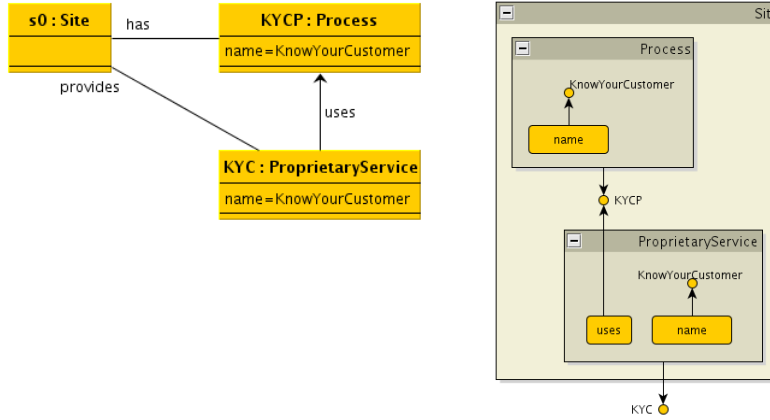 s0 : Site
has
KYCP : Process
name=KnowYourCustomer
provides
uses
KYC : ProprietaryService
name=KnowYourCustomer
Sit
Process
KnowYourCustomer
name
KYCP
ProprietaryService
KnowYourCustomer
uses
name
KYC